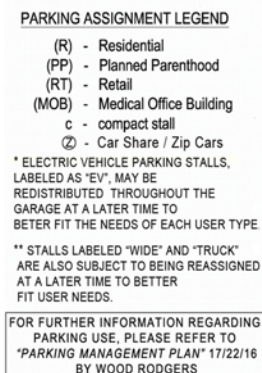 PARKING ASSIGNMENT LEGEND
(R) - Residential
(PP) - Planned Parenthood
(RT) - Retail
(MOB) - Medical Office Building
c - compact stall
Ⓩ - Car Share / Zip Cars
* ELECTRIC VEHICLE PARKING STALLS,
LABELED AS "EV", MAY BE
REDISTRIBUTED THROUGHOUT THE
GARAGE AT A LATER TIME TO
BETER FIT THE NEEDS OF EACH USER TYPE.
** STALLS LABELED "WIDE" AND "TRUCK"
ARE ALSO SUBJECT TO BEING REASSIGNED
AT A LATER TIME TO BETTER
FIT USER NEEDS.
FOR FURTHER INFORMATION REGARDING
PARKING USE, PLEASE REFER TO
"PARKING MANAGEMENT PLAN" 17/22/16
BY WOOD RODGERS